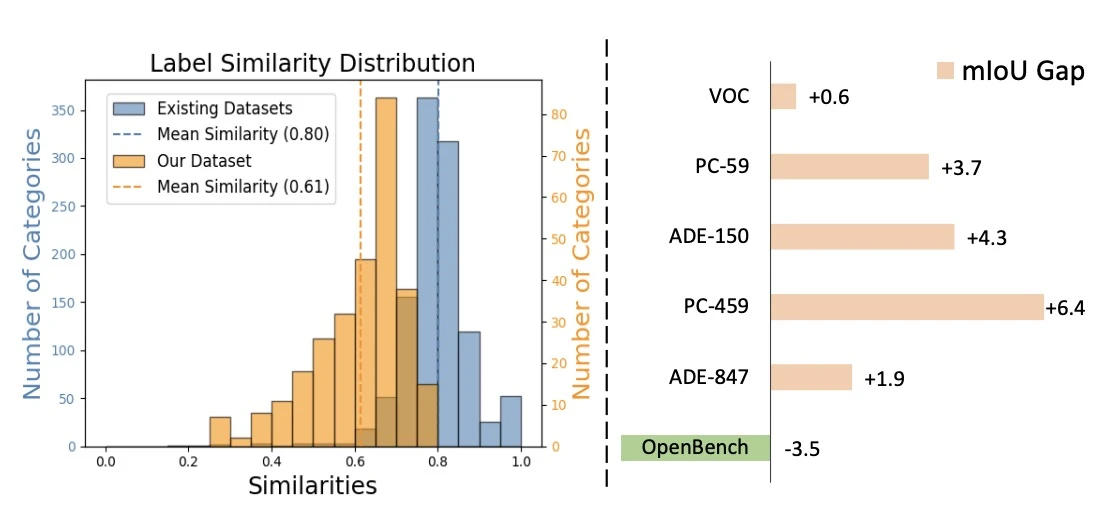 Label Similarity Distribution
Existing Datasets
Mean Similarity (0.80)
Our Dataset
Mean Similarity (0.61)
Number of Categories
350
300
250
200
150
100
50
0
80
70
60
50
40
30
20
10
0
Number of Categories
0.0 0.2 0.4 0.6 0.8 1.0
Similarities
mIoU Gap
VOC +0.6
PC-59 +3.7
ADE-150 +4.3
PC-459 +6.4
ADE-847 +1.9
OpenBench -3.5